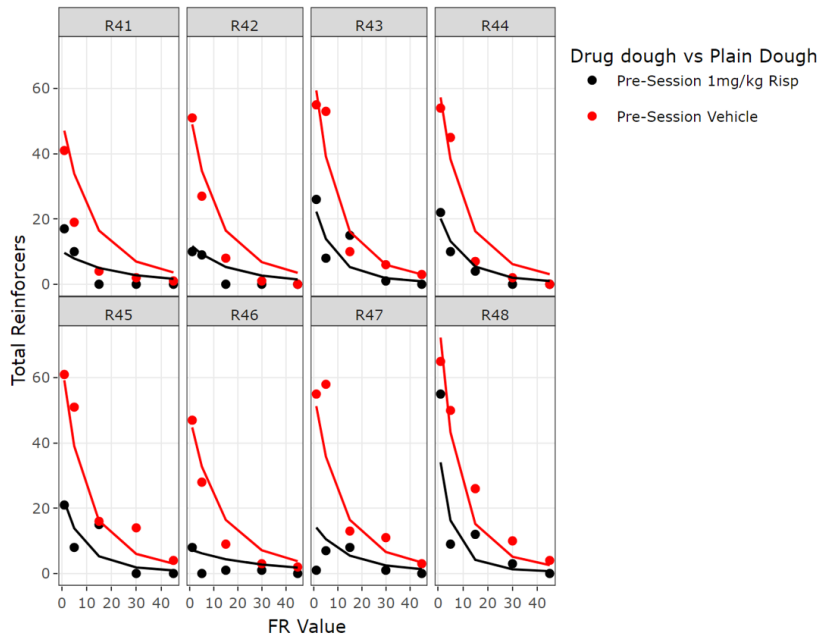 R41 R42 R43 R44
Drug dough vs Plain Dough
Pre-Session 1mg/kg Risp
Pre-Session Vehicle
60
40
20
0
R45 R46 R47 R48
60
40
20
0
0 10 20 30 40 0 10 20 30 40 0 10 20 30 40 0 10 20 30 40
Total Reinforcers
FR Value